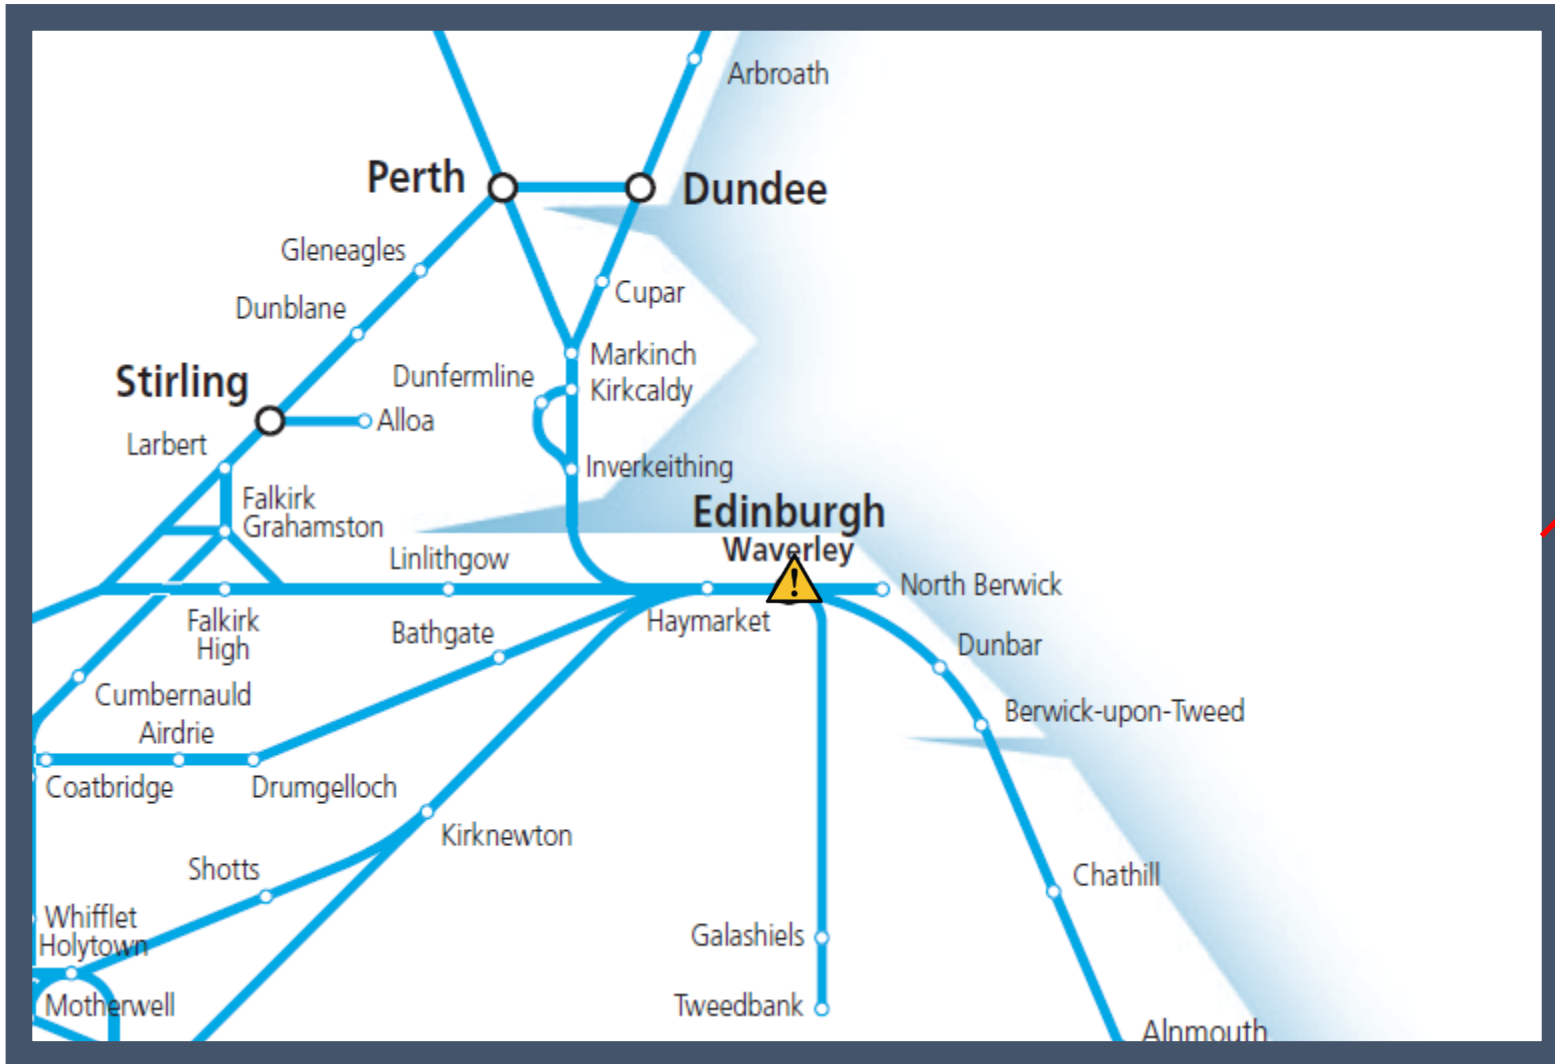 Arbroath
Perth
Dundee
Gleneagles
Cupar
Dunblane
Markinch
Stirling
Dunfermline
Kirkcaldy
Alloa
Larbert
Inverkeithing
Falkirk
Grahamston
Edinburgh
Waverley
Linlithgow
North Berwick
Falkirk
High
Bathgate
Haymarket
Dunbar
Cumbernauld
Berwick-upon-Tweed
Airdrie
Coatbridge
Drumgelloch
Kirknewton
Shotts
Chathill
Whifflet
Holytown
Galashiels
Motherwell
Tweedbank
Alnmouth